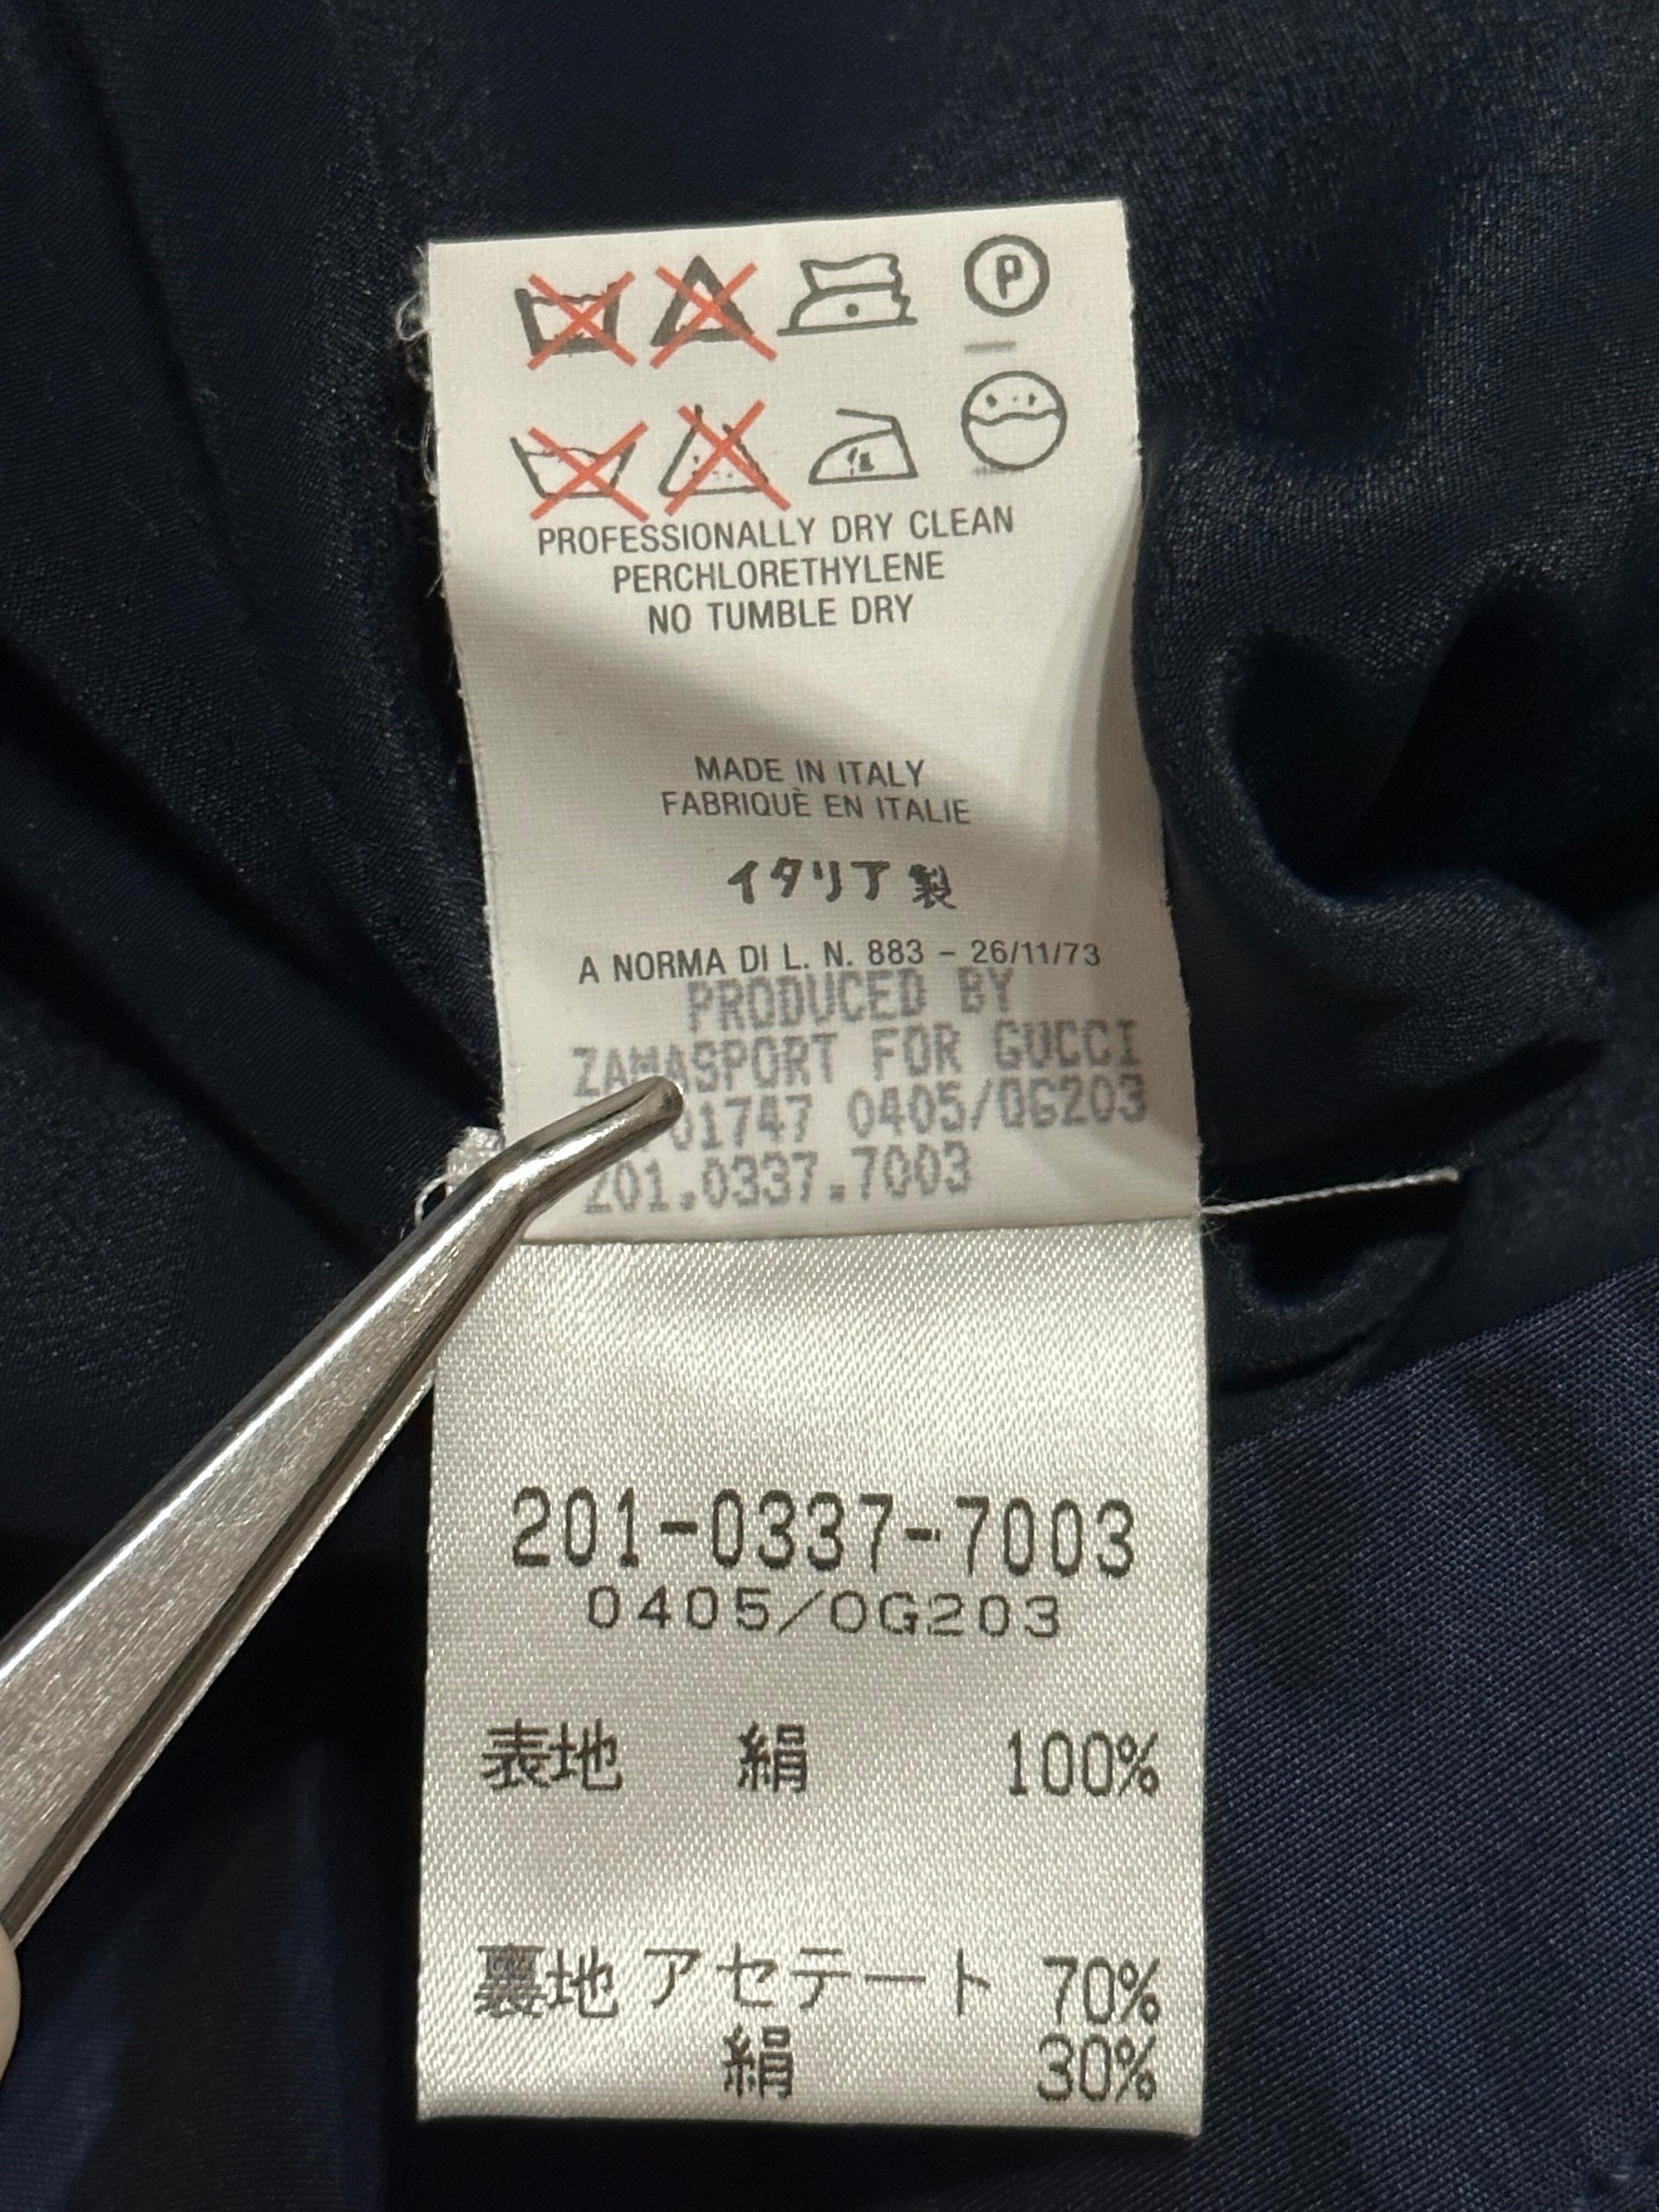 P
PROFESSIONALLY DRY CLEAN
PERCHLORETHYLENE
NO TUMBLE DRY
MADE IN ITALY
FABRIQUÈ EN ITALIE
イタリア製
A NORMA DI L. N. 883 – 26/11/73
PRODUCED BY
ZAMASPORT FOR GUCCI
01747 0405/OG203
201.0337.7003
201-0337-7003
0405/OG203
表地 絹 100%
裏地 アセテート 70%
絹 30%